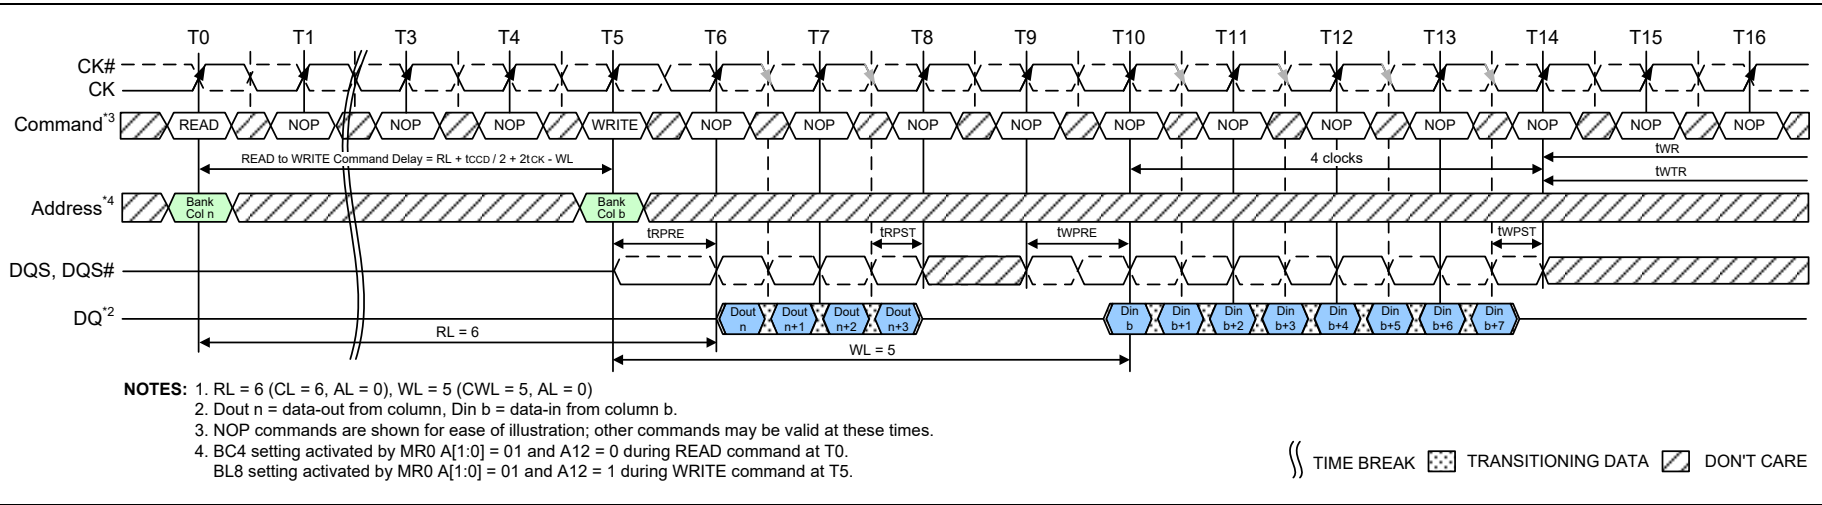 T0 T1 T3 T4 T5 T6 T7 T8 T9 T10 T11 T12 T13 T14 T15 T16
CK#
CK
Command*3 READ NOP NOP NOP WRITE NOP NOP NOP NOP NOP NOP NOP NOP NOP NOP NOP
READ to WRITE Command Delay = RL + tCCD / 2 + 2tCK - WL
4 clocks
tWR
tWTR
Address*4
Bank Col n
Bank Col b
tRPRE tRPST tWPRE tWPST
DQS, DQS#
DQ*2
Dout n Dout n+1 Dout n+2 Dout n+3 Din b Din b+1 Din b+2 Din b+3 Din b+4 Din b+5 Din b+6 Din b+7
RL = 6
WL = 5
NOTES: 1. RL = 6 (CL = 6, AL = 0), WL = 5 (CWL = 5, AL = 0)
2. Dout n = data-out from column, Din b = data-in from column b.
3. NOP commands are shown for ease of illustration; other commands may be valid at these times.
4. BC4 setting activated by MR0 A[1:0] = 01 and A12 = 0 during READ command at T0.
BL8 setting activated by MR0 A[1:0] = 01 and A12 = 1 during WRITE command at T5.
TIME BREAK TRANSITIONING DATA DON'T CARE